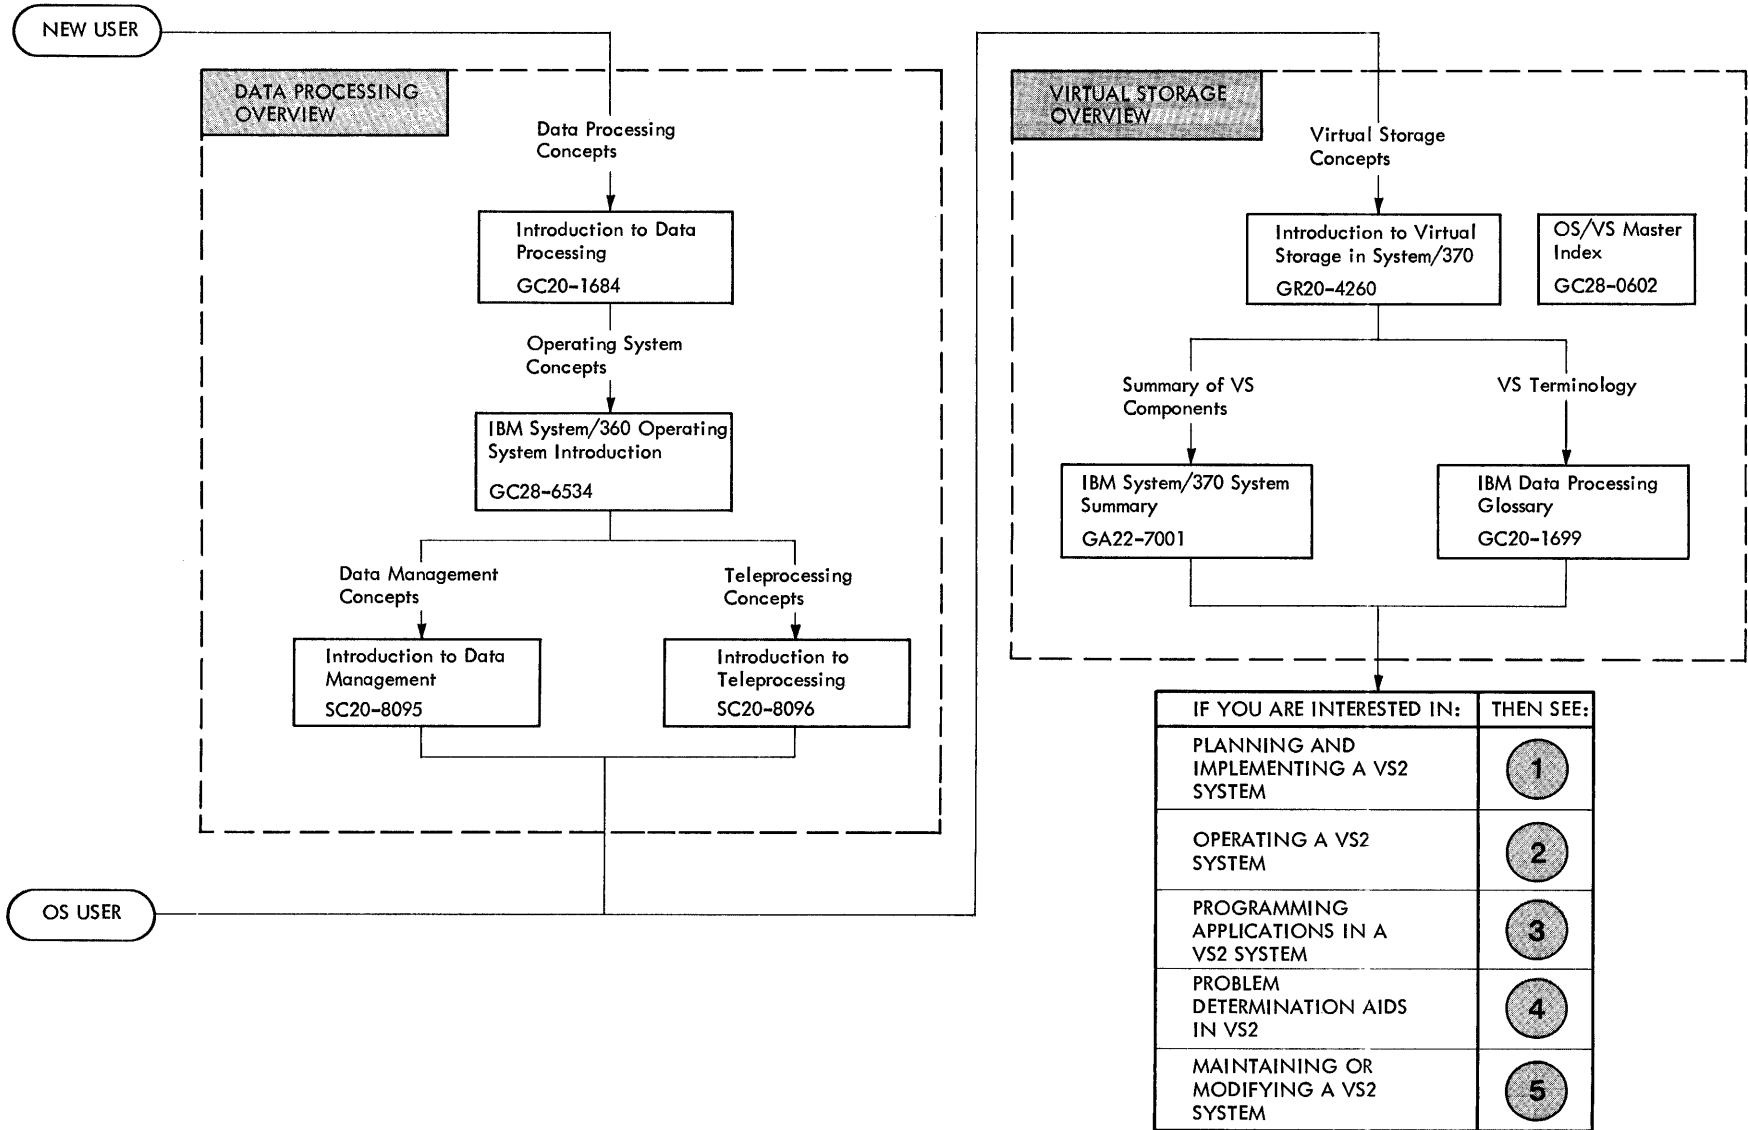 NEW USER
DATA PROCESSING
OVERVIEW
Data Processing
Concepts
Introduction to Data
Processing
GC20-1684
Operating System
Concepts
IBM System/360 Operating
System Introduction
GC28-6534
Data Management
Concepts
Teleprocessing
Concepts
Introduction to Data
Management
SC20-8095
Introduction to
Teleprocessing
SC20-8096
OS USER
VIRTUAL STORAGE
OVERVIEW
Virtual Storage
Concepts
Introduction to Virtual
Storage in System/370
GR20-4260
OS/VS Master
Index
GC28-0602
Summary of VS
Components
VS Terminology
IBM System/370 System
Summary
GA22-7001
IBM Data Processing
Glossary
GC20-1699
IF YOU ARE INTERESTED IN: THEN SEE:
PLANNING AND
IMPLEMENTING A VS2
SYSTEM
1
OPERATING A VS2
SYSTEM
2
PROGRAMMING
APPLICATIONS IN A
VS2 SYSTEM
3
PROBLEM
DETERMINATION AIDS
IN VS2
4
MAINTAINING OR
MODIFYING A VS2
SYSTEM
5